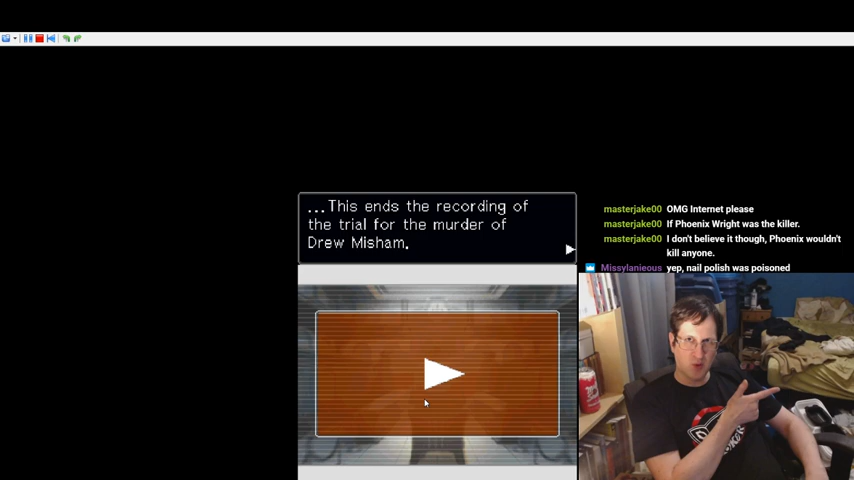 ...This ends the recording of
the trial for the murder of
Drew Misham.
masterjake00 OMG Internet please
masterjake00 If Phoenix Wright was the killer.
masterjake00 I don't believe it though, Phoenix wouldn't
kill anyone.
Missylanieous yep, nail polish was poisoned